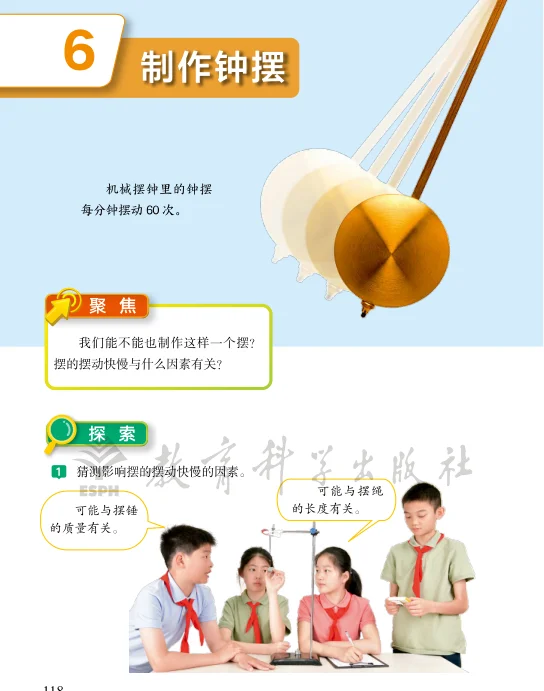 6
制作钟摆
机械摆钟里的钟摆
每分钟摆动 60 次。
聚焦
我们能不能也制作这样一个摆?
摆的摆动快慢与什么因素有关?
探索
1 猜测影响摆的摆动快慢的因素。
教育科学出版社
ESPH
可能与摆绳
的长度有关。
可能与摆锤
的质量有关。
118